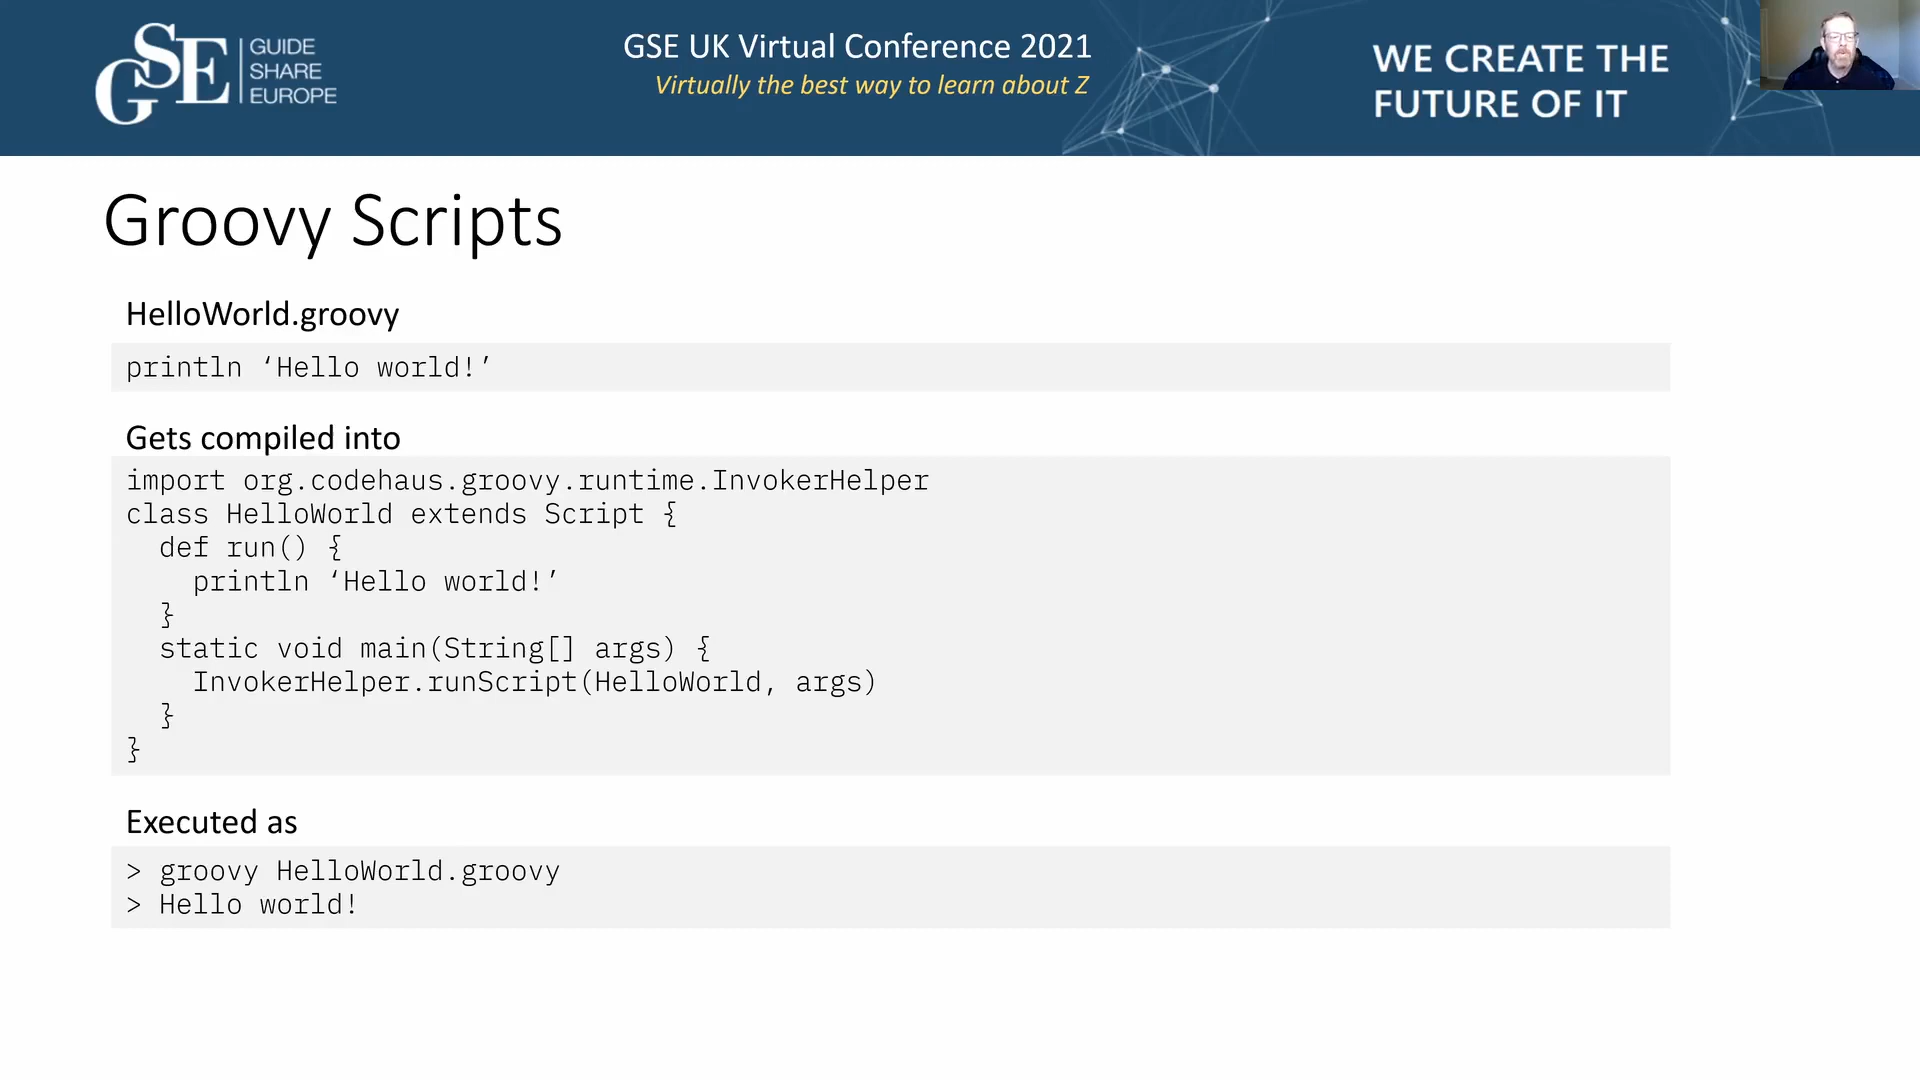 GSE
GUIDE
SHARE
EUROPE
GSE UK Virtual Conference 2021
Virtually the best way to learn about Z
WE CREATE THE
FUTURE OF IT
Groovy Scripts
HelloWorld.groovy
println ‘Hello world!’
Gets compiled into
import org.codehaus.groovy.runtime.InvokerHelper
class HelloWorld extends Script {
  def run() {
    println ‘Hello world!’
  }
  static void main(String[] args) {
    InvokerHelper.runScript(HelloWorld, args)
  }
}
Executed as
> groovy HelloWorld.groovy
> Hello world!